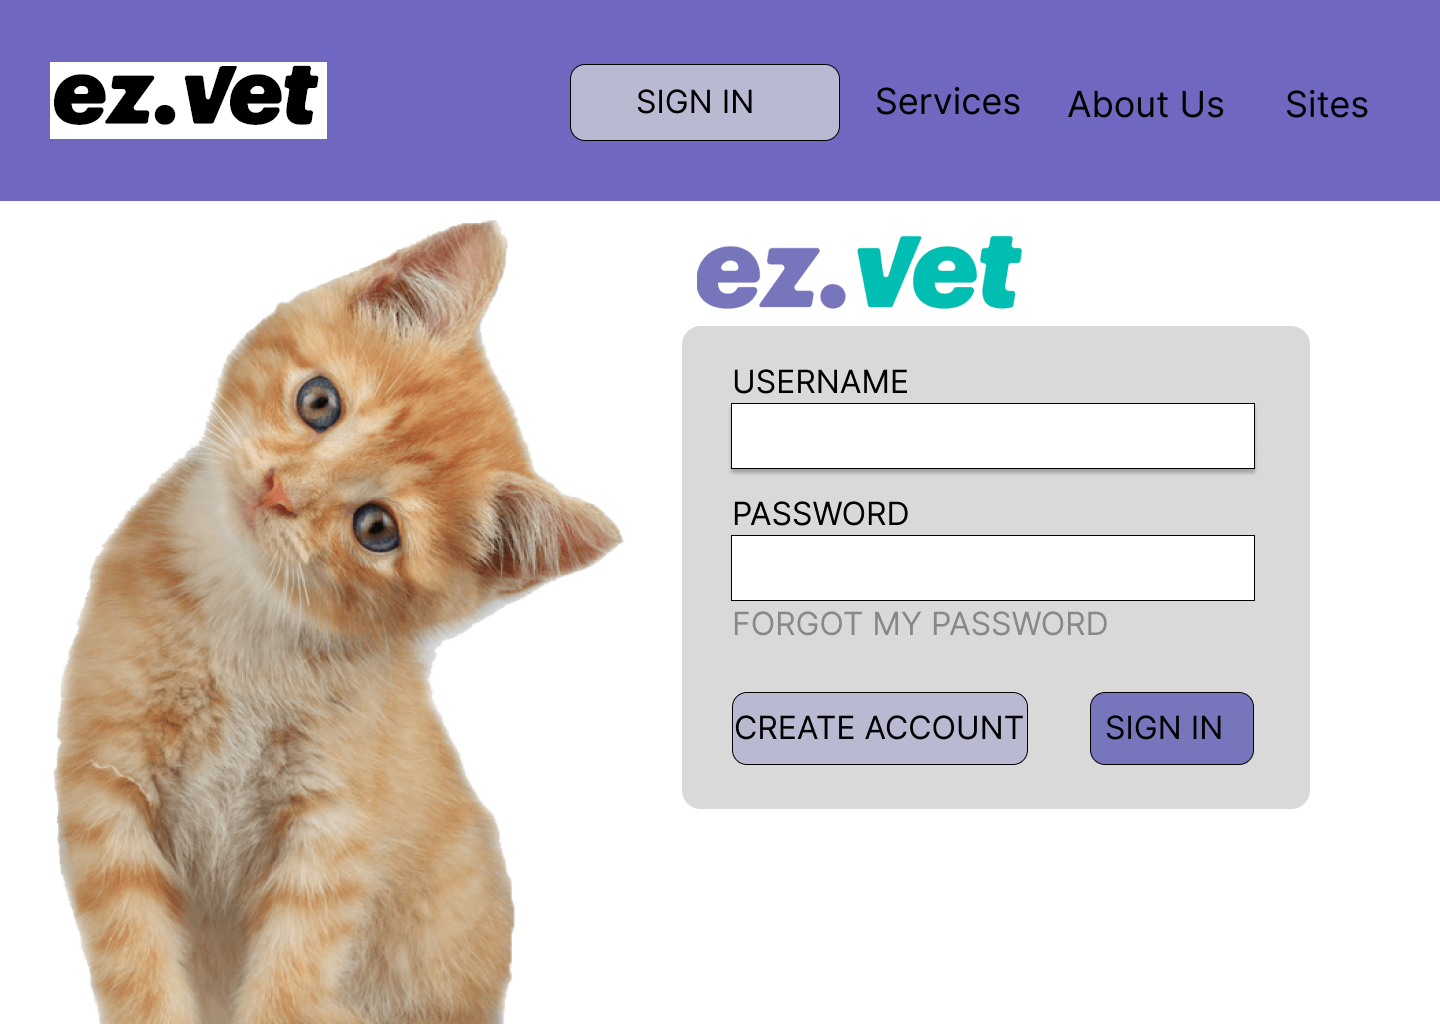 ez.vet
SIGN IN
Services
About Us
Sites
ez.vet
USERNAME
PASSWORD
FORGOT MY PASSWORD
CREATE ACCOUNT
SIGN IN